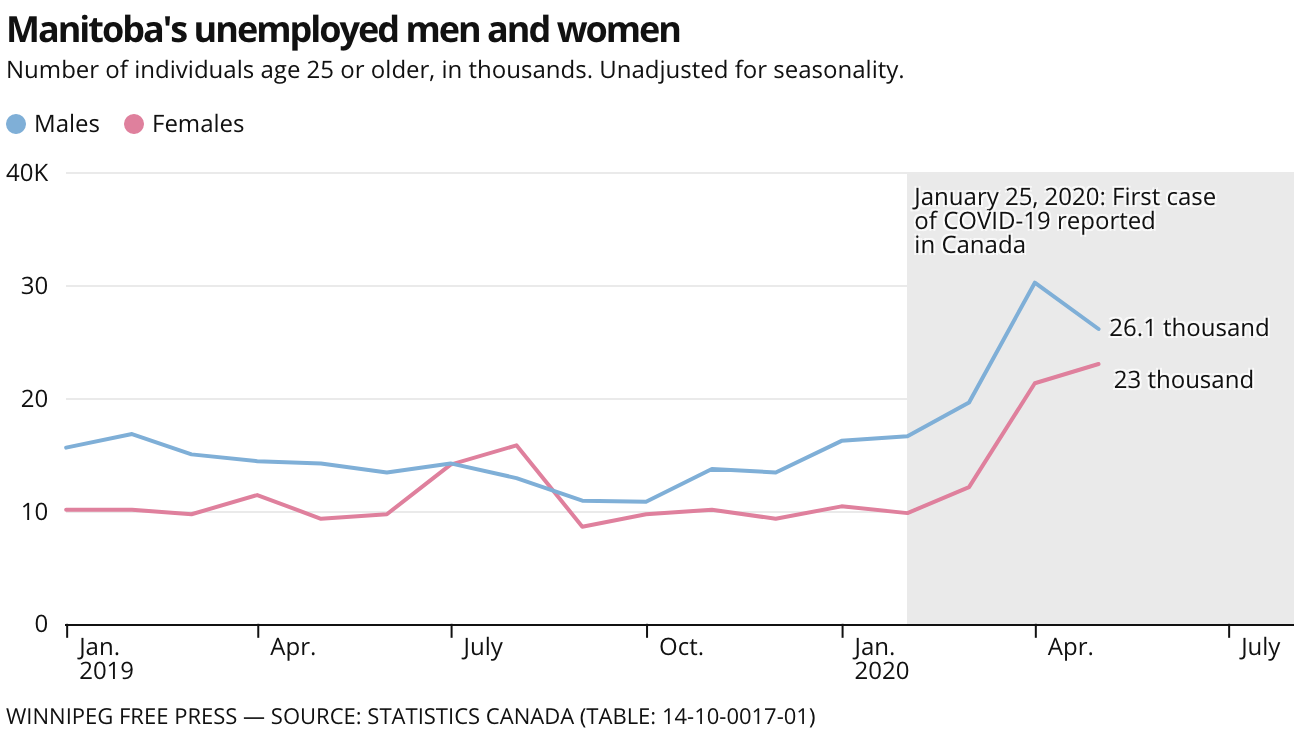 Manitoba's unemployed men and women
Number of individuals age 25 or older, in thousands. Unadjusted for seasonality.
Males Females
40K
January 25, 2020: First case
of COVID-19 reported
in Canada
30
26.1 thousand
23 thousand
20
10
0
Jan. Apr. July Oct. Jan. Apr. July
2019 2020
WINNIPEG FREE PRESS — SOURCE: STATISTICS CANADA (TABLE: 14-10-0017-01)